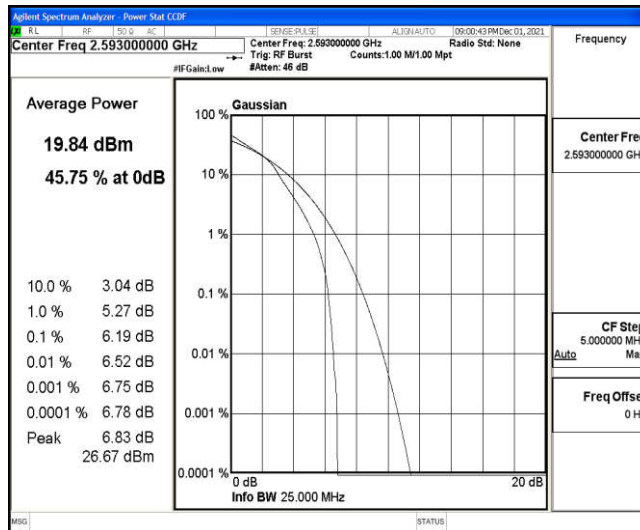 Agilent Spectrum Analyzer - Power Stat CCDF
RL RF 50 Ω AC SENSE:PULSE ALIGNAUTO 09:00:43 PM Dec 01, 2021
Center Freq 2.593000000 GHz
Center Freq: 2.593000000 GHz Radio Std: None
Trig: RF Burst Counts:1.00 M/1.00 Mpt
#IFGain:Low #Atten: 46 dB
Frequency
Average Power
19.84 dBm
45.75 % at 0dB
10.0 % 3.04 dB
1.0 % 5.27 dB
0.1 % 6.19 dB
0.01 % 6.52 dB
0.001 % 6.75 dB
0.0001 % 6.78 dB
Peak 6.83 dB
26.67 dBm
Gaussian
100 %
10 %
1 %
0.1 %
0.01 %
0.001 %
0.0001 %
0 dB 20 dB
Info BW 25.000 MHz
Center Fre
2.593000000 GH
CF Ste
5.000000 MH
Auto Ma
Freq Offse
0 H
MSG STATUS